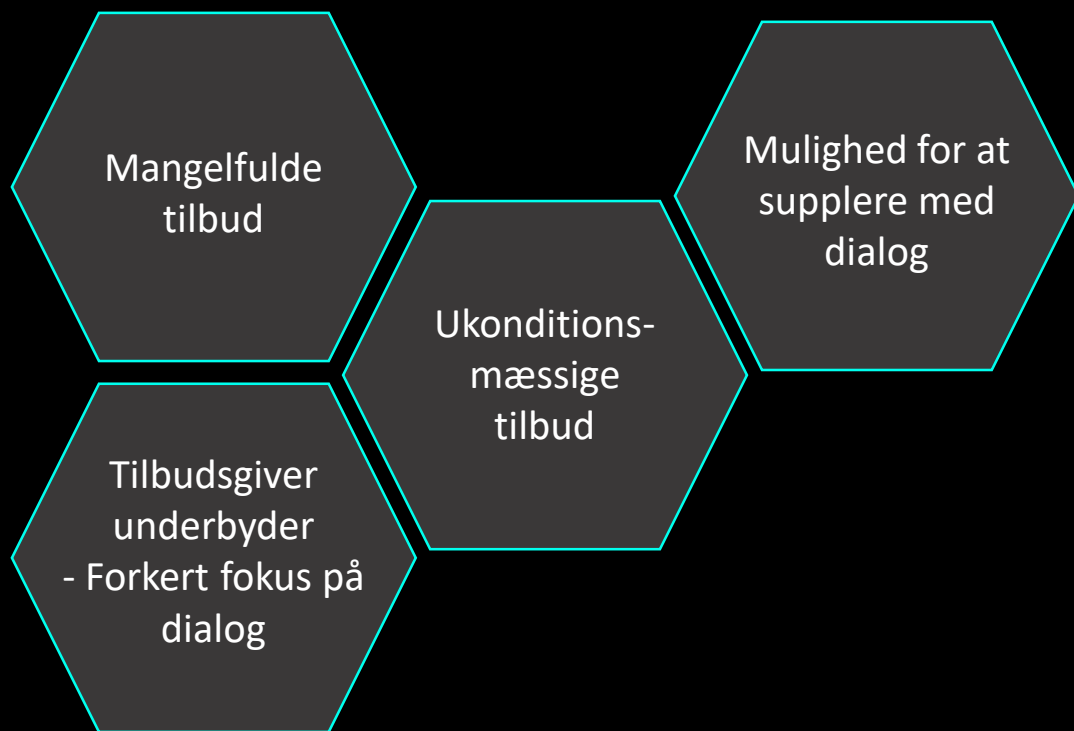 Mangelfulde
tilbud
Mulighed for at
supplere med
dialog
Ukonditions-
mæssige
tilbud
Tilbudsgiver
underbyder
- Forkert fokus på
dialog